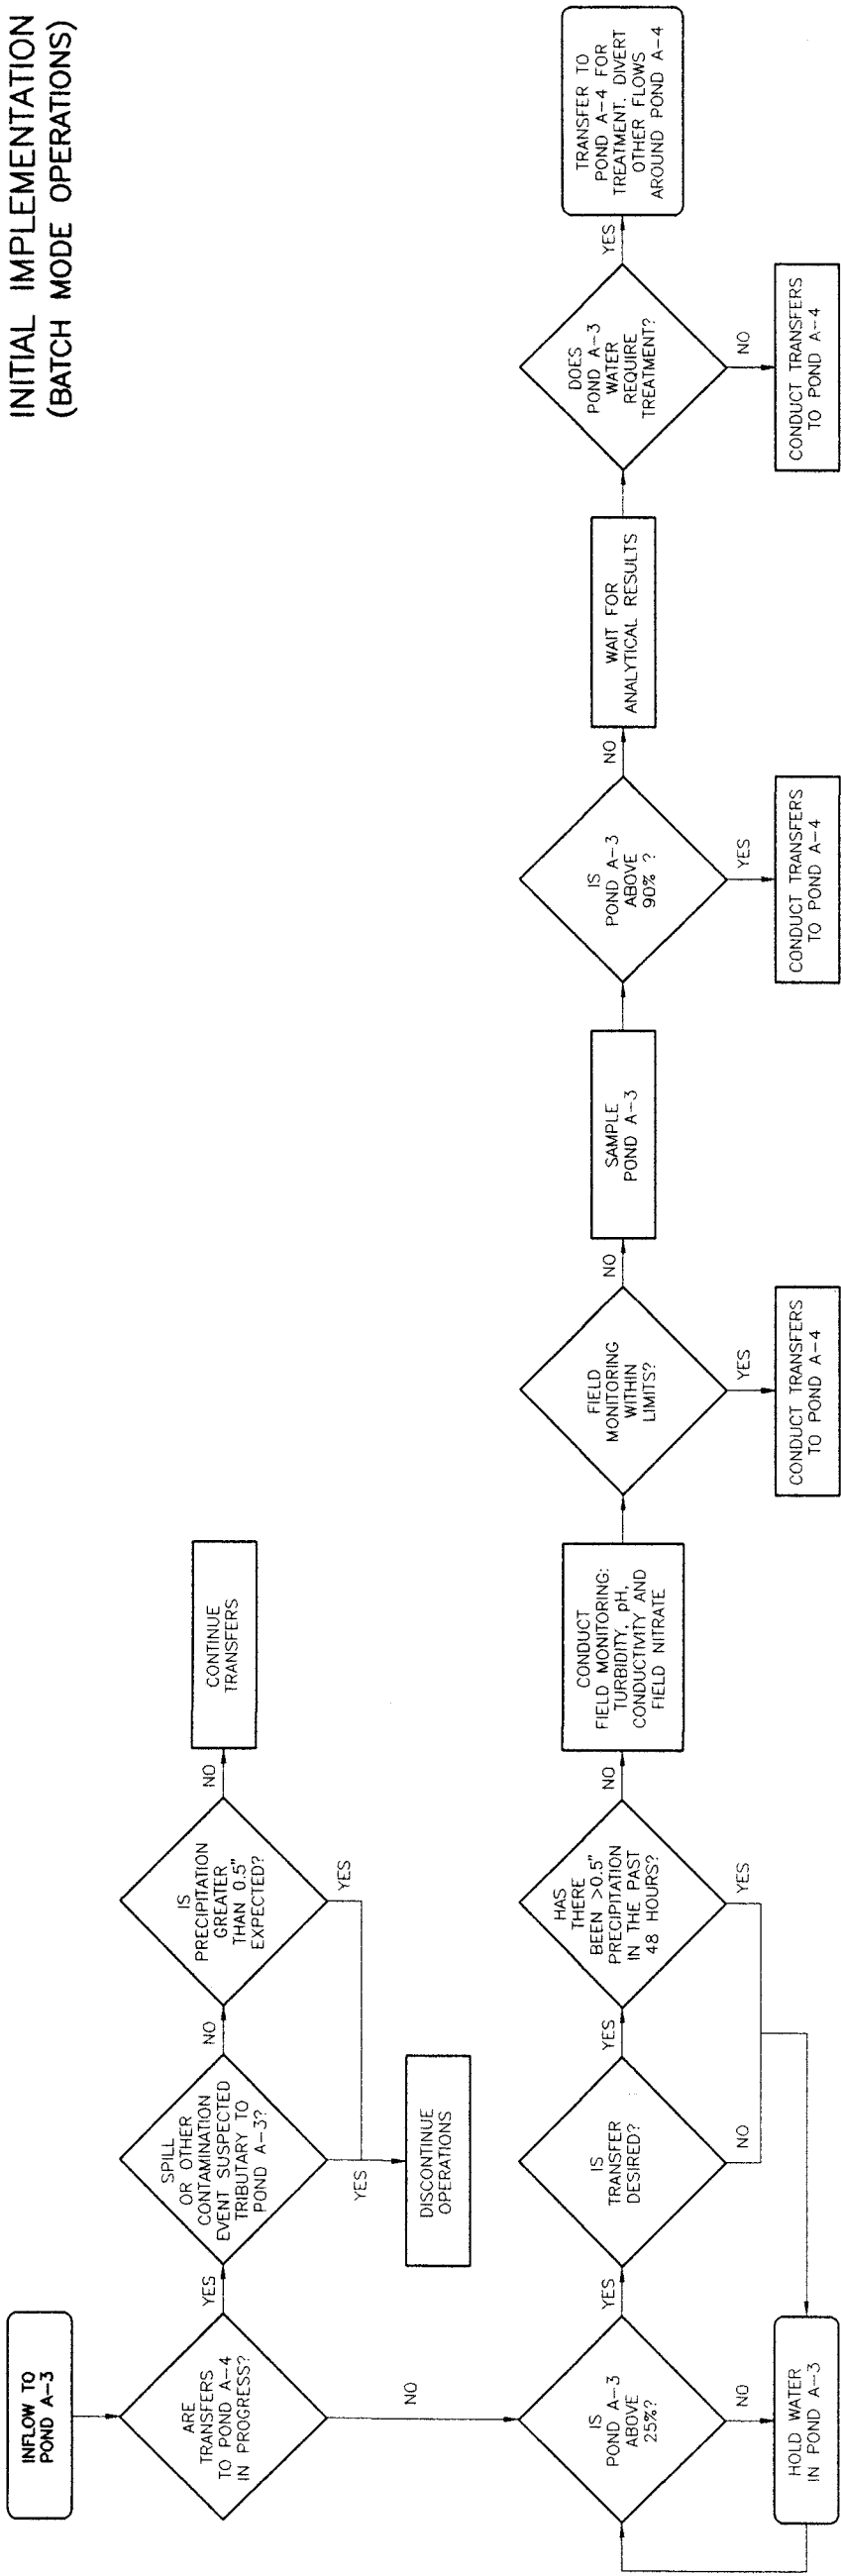 INITIAL IMPLEMENTATION
(BATCH MODE OPERATIONS)
INFLOW TO
POND A-3
ARE
TRANSFERS
TO POND A-4
IN PROGRESS?
YES
NO
SPILL
OR OTHER
CONTAMINATION
EVENT SUSPECTED
TRIBUTARY TO
POND A-3?
NO
YES
IS
PRECIPITATION
GREATER
THAN 0.5"
EXPECTED?
NO
YES
CONTINUE
TRANSFERS
DISCONTINUE
OPERATIONS
IS
POND A-3
ABOVE
25%?
YES
NO
IS
TRANSFER
DESIRED?
YES
NO
HAS
THERE
BEEN >0.5"
PRECIPITATION
IN THE PAST
48 HOURS?
NO
YES
HOLD WATER
IN POND A-3
CONDUCT
FIELD MONITORING:
TURBIDITY, pH,
CONDUCTIVITY AND
FIELD NITRATE
FIELD
MONITORING
WITHIN
LIMITS?
NO
YES
CONDUCT TRANSFERS
TO POND A-4
SAMPLE
POND A-3
IS
POND A-3
ABOVE
90% ?
NO
YES
CONDUCT TRANSFERS
TO POND A-4
WAIT FOR
ANALYTICAL RESULTS
DOES
POND A-3
WATER
REQUIRE
TREATMENT?
YES
NO
CONDUCT TRANSFERS
TO POND A-4
TRANSFER TO
POND A-4 FOR
TREATMENT. DIVERT
OTHER FLOWS
AROUND POND A-4